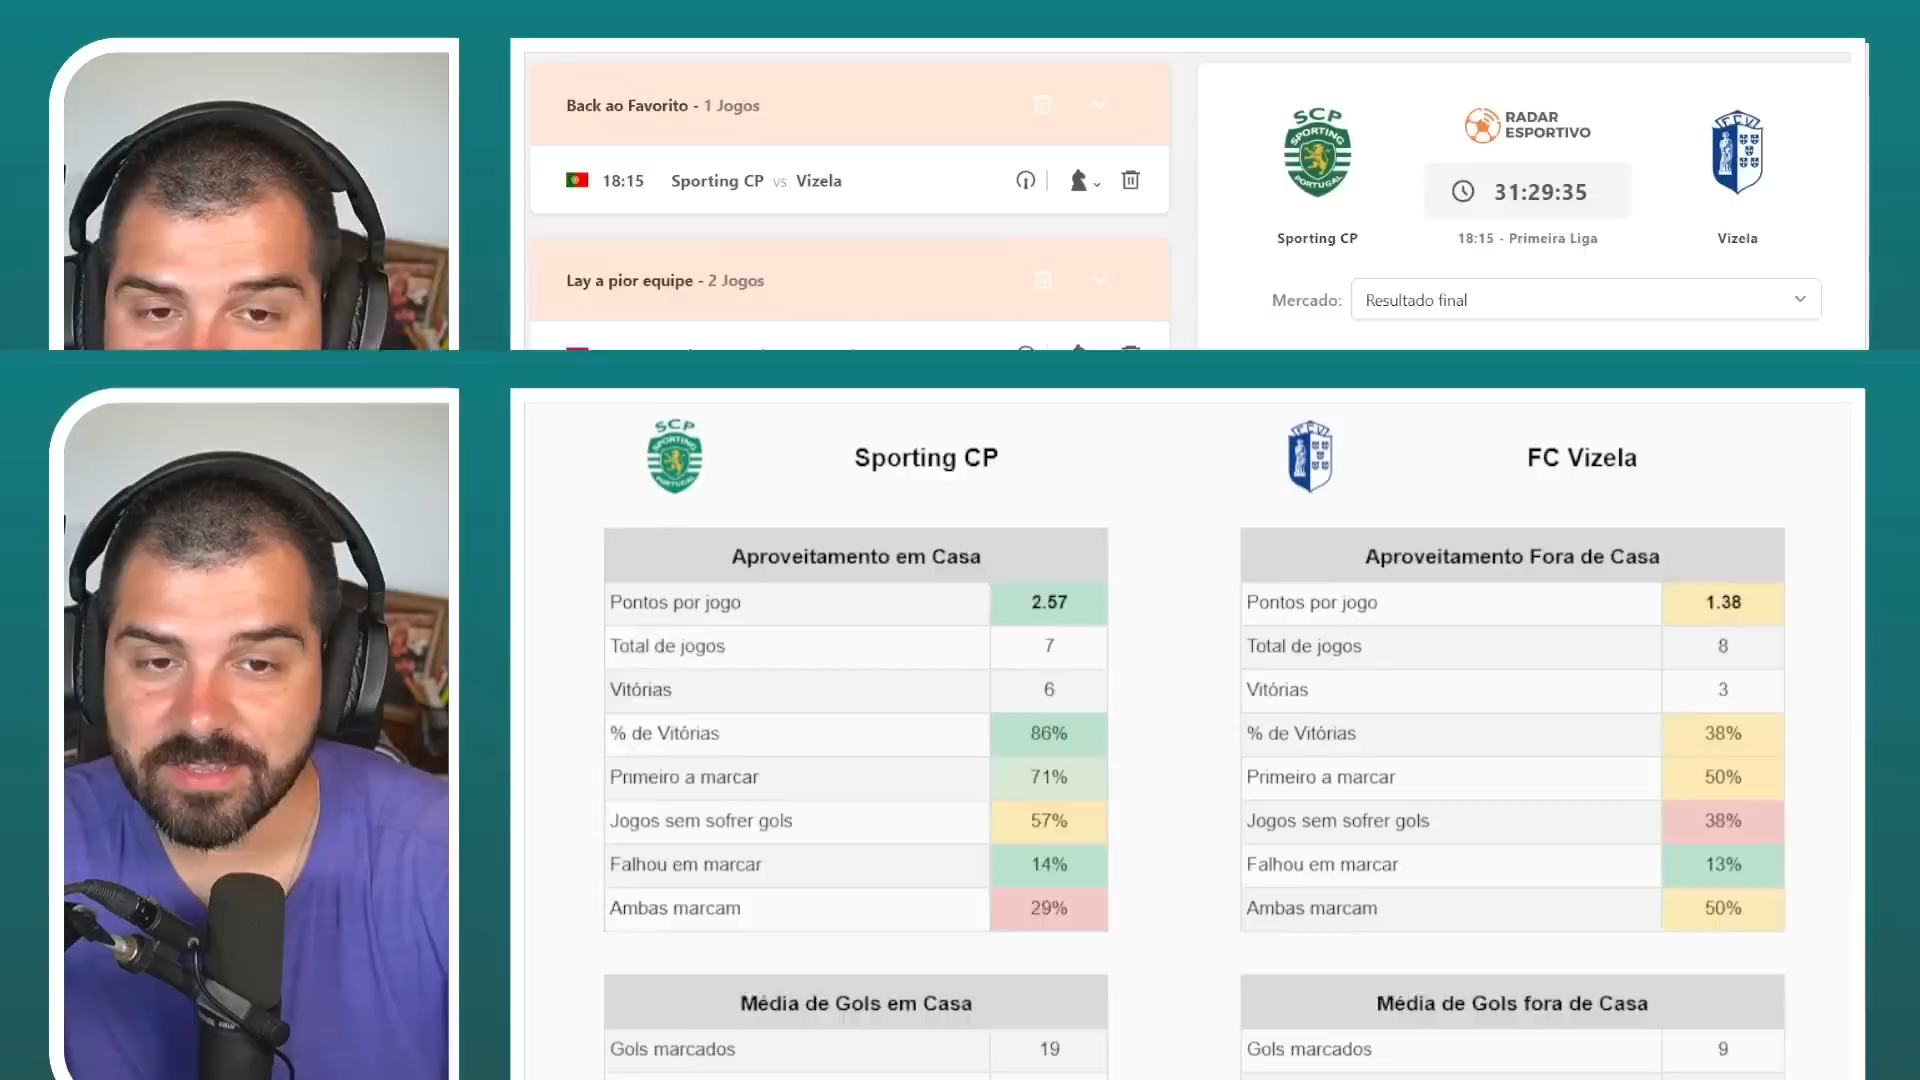 Back ao Favorito - 1 Jogos
18:15 Sporting CP vs Vizela
Lay a pior equipe - 2 Jogos
SCP
SPORTING
PORTUGAL
RADAR
ESPORTIVO
FCV
31:29:35
Sporting CP
18:15 - Primeira Liga
Vizela
Mercado: Resultado final
SCP
SPORTING
PORTUGAL
Sporting CP
FCV
FC Vizela
Aproveitamento em Casa
Pontos por jogo 2.57
Total de jogos 7
Vitórias 6
% de Vitórias 86%
Primeiro a marcar 71%
Jogos sem sofrer gols 57%
Falhou em marcar 14%
Ambas marcam 29%
Aproveitamento Fora de Casa
Pontos por jogo 1.38
Total de jogos 8
Vitórias 3
% de Vitórias 38%
Primeiro a marcar 50%
Jogos sem sofrer gols 38%
Falhou em marcar 13%
Ambas marcam 50%
Média de Gols em Casa
Gols marcados 19
Média de Gols fora de Casa
Gols marcados 9